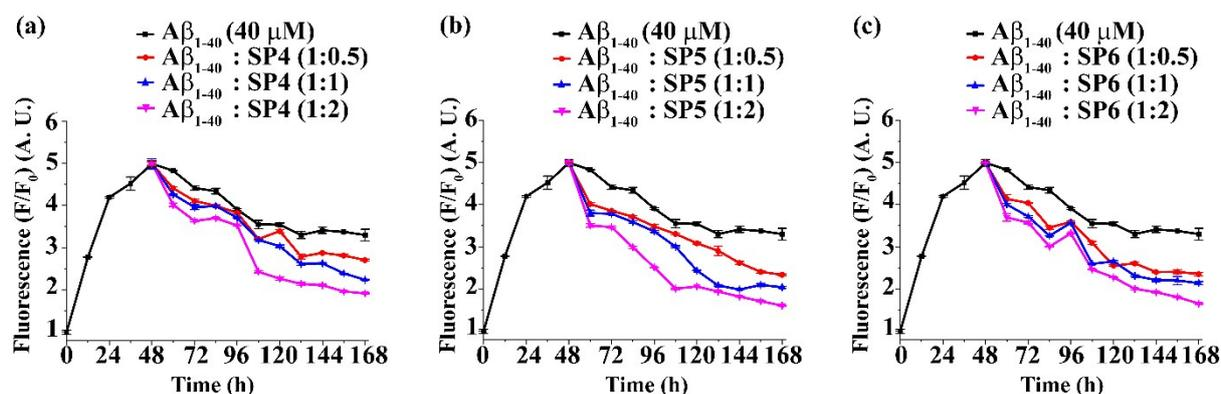 (a)
Aβ₁₋₄₀ (40 μM)
Aβ₁₋₄₀ : SP4 (1:0.5)
Aβ₁₋₄₀ : SP4 (1:1)
Aβ₁₋₄₀ : SP4 (1:2)
Fluorescence (F/F₀) (A. U.)
6
5
4
3
2
1
0 24 48 72 96 120 144 168
Time (h)
(b)
Aβ₁₋₄₀ (40 μM)
Aβ₁₋₄₀ : SP5 (1:0.5)
Aβ₁₋₄₀ : SP5 (1:1)
Aβ₁₋₄₀ : SP5 (1:2)
Fluorescence (F/F₀) (A. U.)
6
5
4
3
2
1
0 24 48 72 96 120 144 168
Time (h)
(c)
Aβ₁₋₄₀ (40 μM)
Aβ₁₋₄₀ : SP6 (1:0.5)
Aβ₁₋₄₀ : SP6 (1:1)
Aβ₁₋₄₀ : SP6 (1:2)
Fluorescence (F/F₀) (A. U.)
6
5
4
3
2
1
0 24 48 72 96 120 144 168
Time (h)